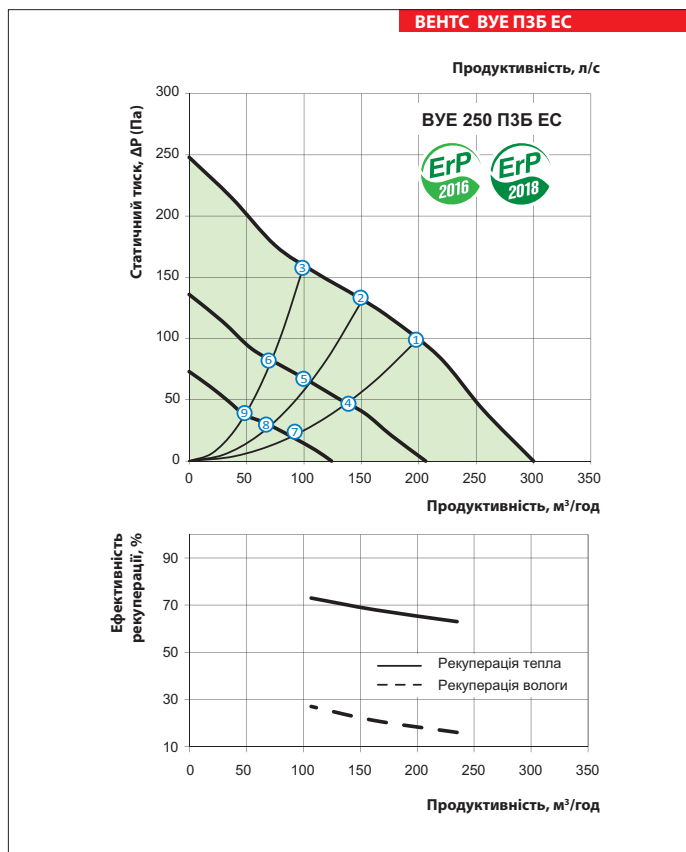 ВЕНТС ВУЕ П3Б ЕС
Продуктивність, л/с
ВУЕ 250 П3Б ЕС
ErP
2016
ErP
2018
Статичний тиск, ΔР (Па)
300
250
200
150
100
50
0
3
2
1
6
5
4
9
8
7
0 50 100 150 200 250 300 350
Продуктивність, м³/год
Ефективність
рекуперації, %
90
70
50
30
10
Рекуперація тепла
Рекуперація вологи
0 50 100 150 200 250 300 350
Продуктивність, м³/год